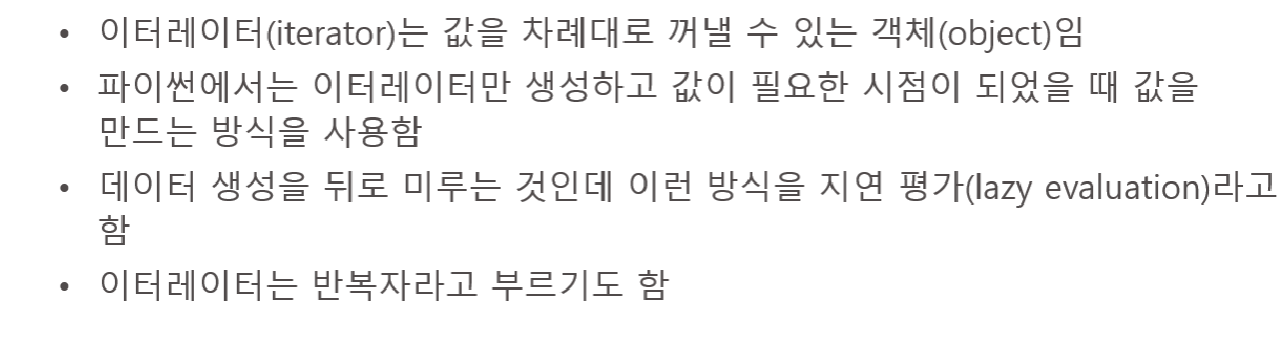 • 이터레이터(iterator)는 값을 차례대로 꺼낼 수 있는 객체(object)임
• 파이썬에서는 이터레이터만 생성하고 값이 필요한 시점이 되었을 때 값을
만드는 방식을 사용함
• 데이터 생성을 뒤로 미루는 것인데 이런 방식을 지연 평가(lazy evaluation)라고
함
• 이터레이터는 반복자라고 부르기도 함